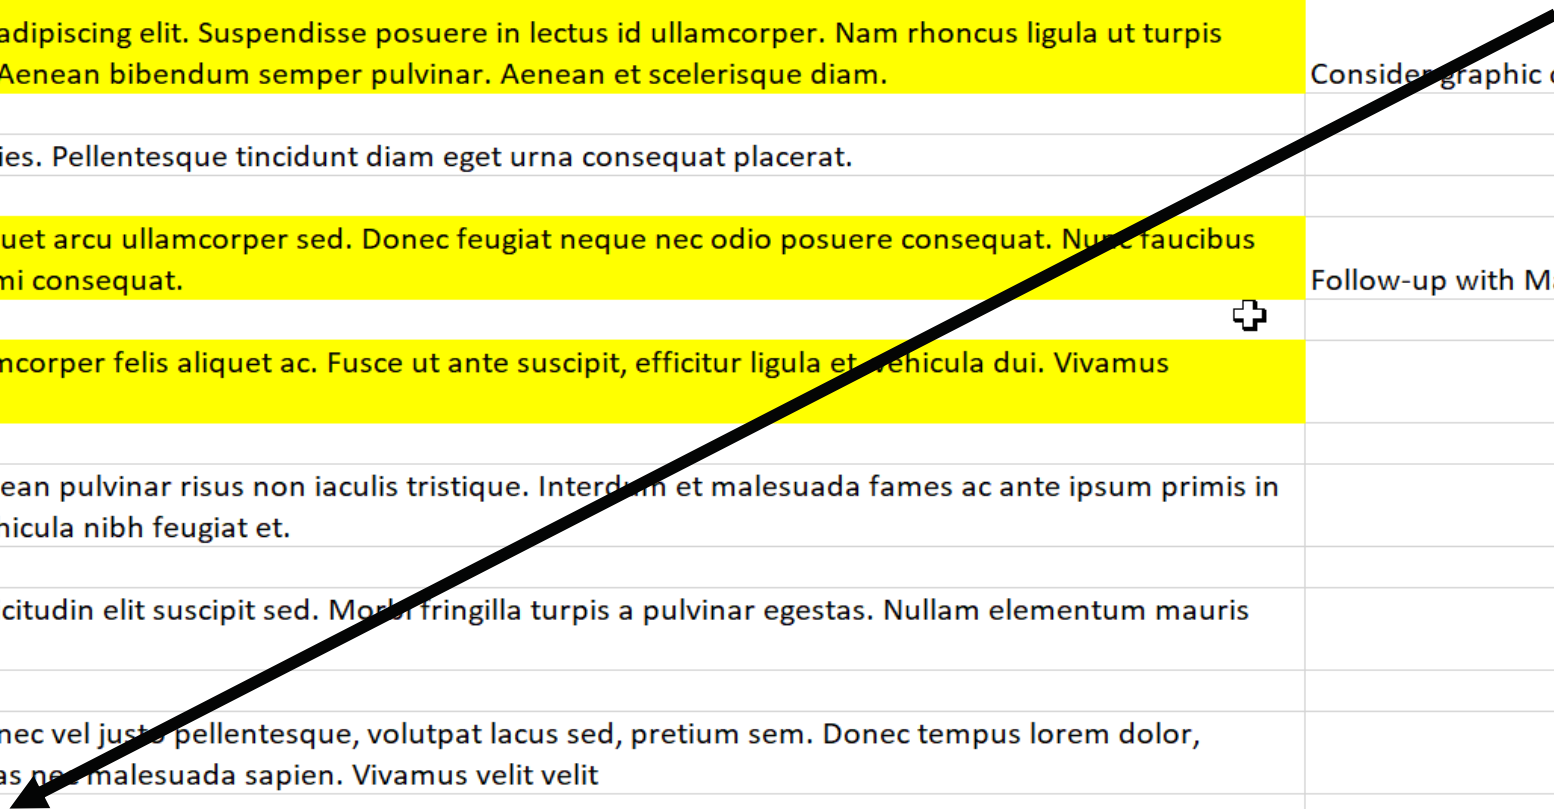 adipiscing elit. Suspendisse posuere in lectus id ullamcorper. Nam rhoncus ligula ut turpis
Aenean bibendum semper pulvinar. Aenean et scelerisque diam.
Consider graphic
ies. Pellentesque tincidunt diam eget urna consequat placerat.
uet arcu ullamcorper sed. Donec feugiat neque nec odio posuere consequat. Nunc faucibus
mi consequat.
Follow-up with Ma
mcorper felis aliquet ac. Fusce ut ante suscipit, efficitur ligula et, vehicula dui. Vivamus
ean pulvinar risus non iaculis tristique. Interdum et malesuada fames ac ante ipsum primis in
hicula nibh feugiat et.
citudin elit suscipit sed. Morbi fringilla turpis a pulvinar egestas. Nullam elementum mauris
nec vel justo pellentesque, volutpat lacus sed, pretium sem. Donec tempus lorem dolor,
as nec malesuada sapien. Vivamus velit velit